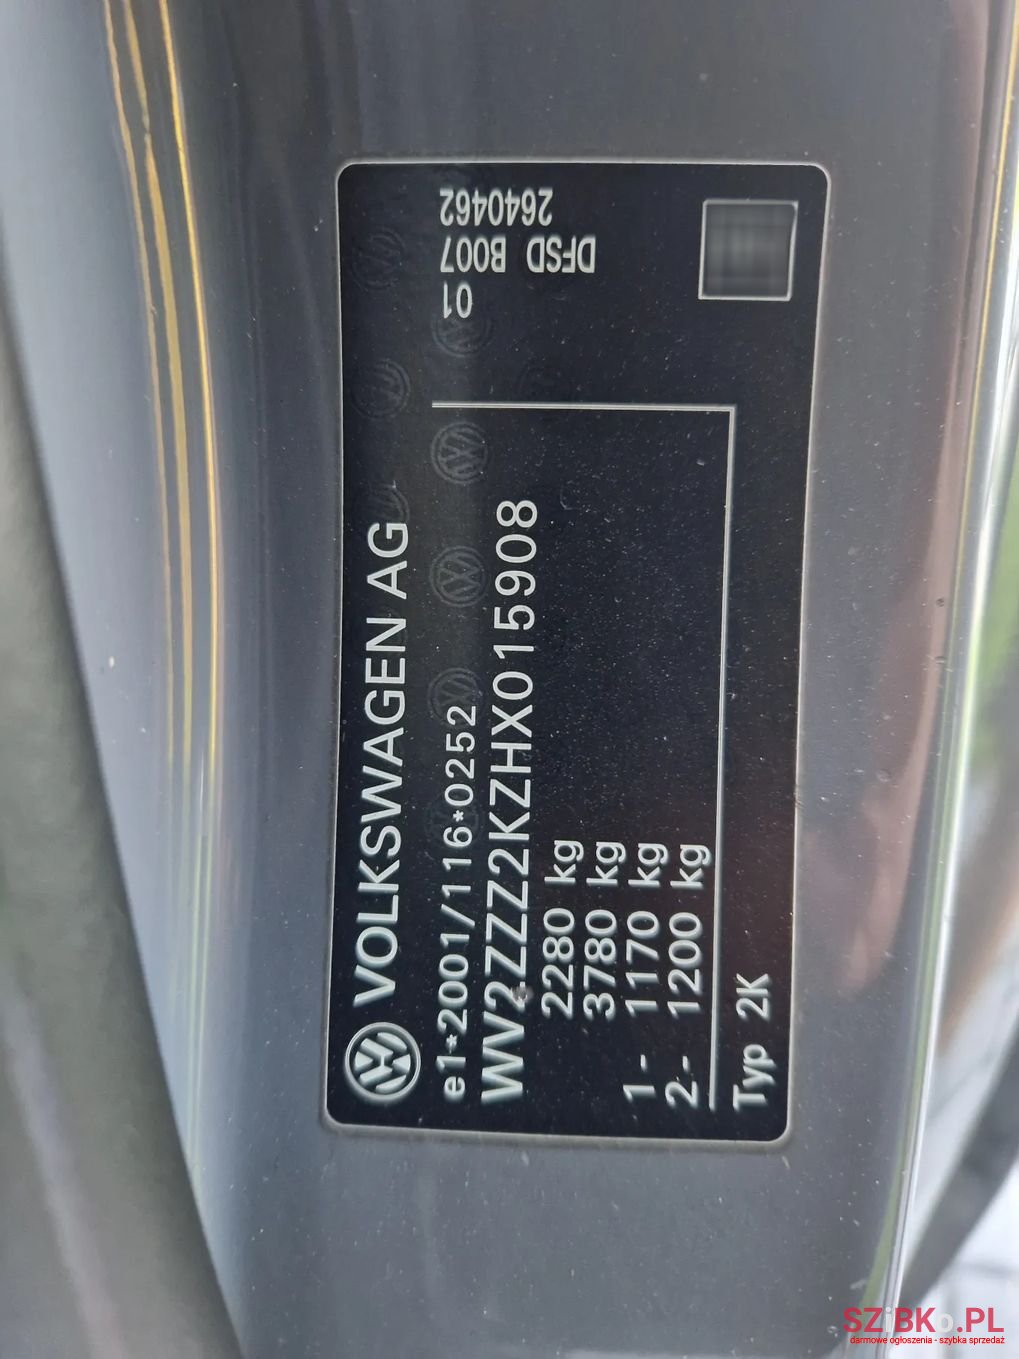 VOLKSWAGEN AG
e1*2001/116*0252
WV2ZZZ2KZHX015908
2280 kg
3780 kg
1- 1170 kg
2- 1200 kg
Typ 2K
01
B007
2640462
DFSD
SZiBKo.PL
darmowe ogłoszenia - szybka sprzedaż